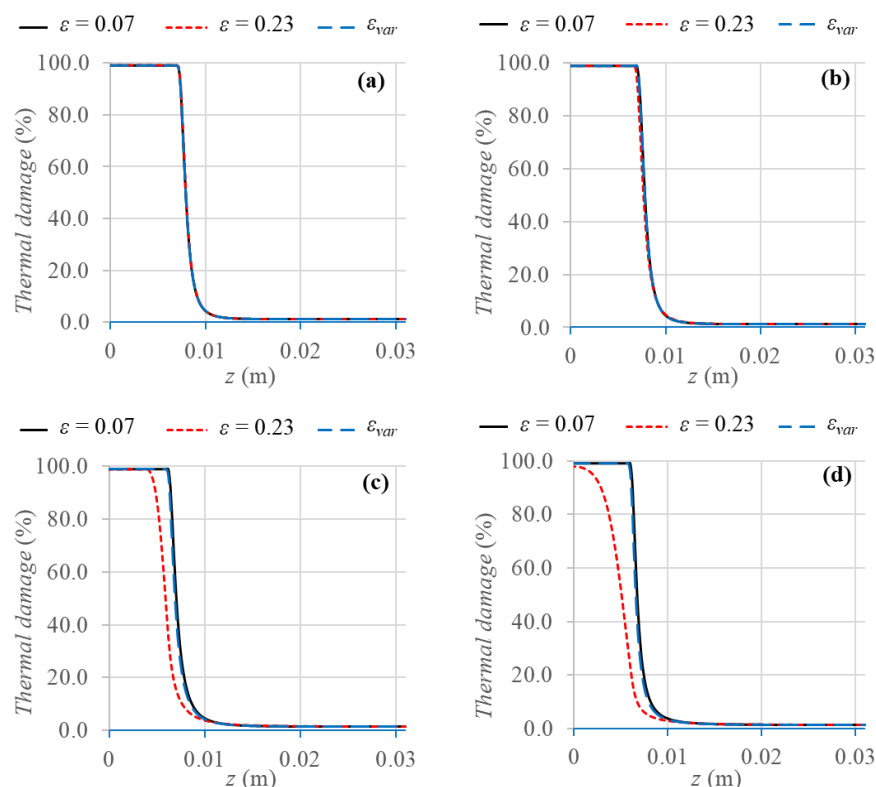 ε = 0.07 ε = 0.23 εvar
(a)
Thermal damage (%)
100.0
80.0
60.0
40.0
20.0
0.0
0 0.01 0.02 0.03
z (m)
ε = 0.07 ε = 0.23 εvar
(b)
Thermal damage (%)
100.0
80.0
60.0
40.0
20.0
0.0
0 0.01 0.02 0.03
z (m)
ε = 0.07 ε = 0.23 εvar
(c)
Thermal damage (%)
100.0
80.0
60.0
40.0
20.0
0.0
0 0.01 0.02 0.03
z (m)
ε = 0.07 ε = 0.23 εvar
(d)
Thermal damage (%)
100.0
80.0
60.0
40.0
20.0
0.0
0 0.01 0.02 0.03
z (m)